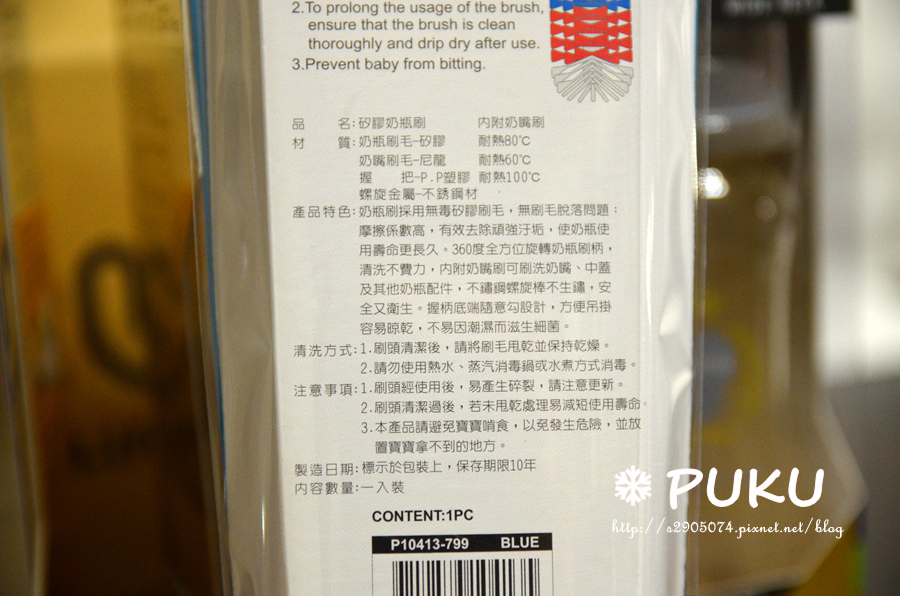 2.To prolong the usage of the brush,
ensure that the brush is clean
thoroughly and drip dry after use.
3.Prevent baby from bitting.
品　　名:矽膠奶瓶刷　　內附奶嘴刷
材　　質:奶瓶刷毛-矽膠　　耐熱80℃
奶嘴刷毛-尼龍　　耐熱60℃
握　　把-P.P塑膠　耐熱100℃
螺旋金屬-不銹鋼材
產品特色:奶瓶刷採用無毒矽膠刷毛，無刷毛脫落問題；
摩擦係數高，有效去除頑強汙垢，使奶瓶使
用壽命更長久。360度全方位旋轉奶瓶刷柄，
清洗不費力，內附奶嘴刷可刷洗奶嘴、中蓋
及其他奶瓶配件，不鏽鋼螺旋棒不生鏽，安
全又衛生。握柄底端隨意勾設計，方便吊掛
容易晾乾，不易因潮濕而滋生細菌。
清洗方式:1.刷頭清潔後，請將刷毛甩乾並保持乾燥。
2.請勿使用熱水、蒸汽消毒鍋或水煮方式消毒。
注意事項:1.刷頭經使用後，易產生碎裂，請注意更新。
2.刷頭清潔過後，若未甩乾處理易減短使用壽命。
3.本產品請避免寶寶啃食，以免發生危險，並放
置寶寶拿不到的地方。
製造日期:標示於包裝上，保存期限10年
內容數量:一入裝
CONTENT:1PC
P10413-799 BLUE
PUKU
http://s2905074.pixnet.net/blog